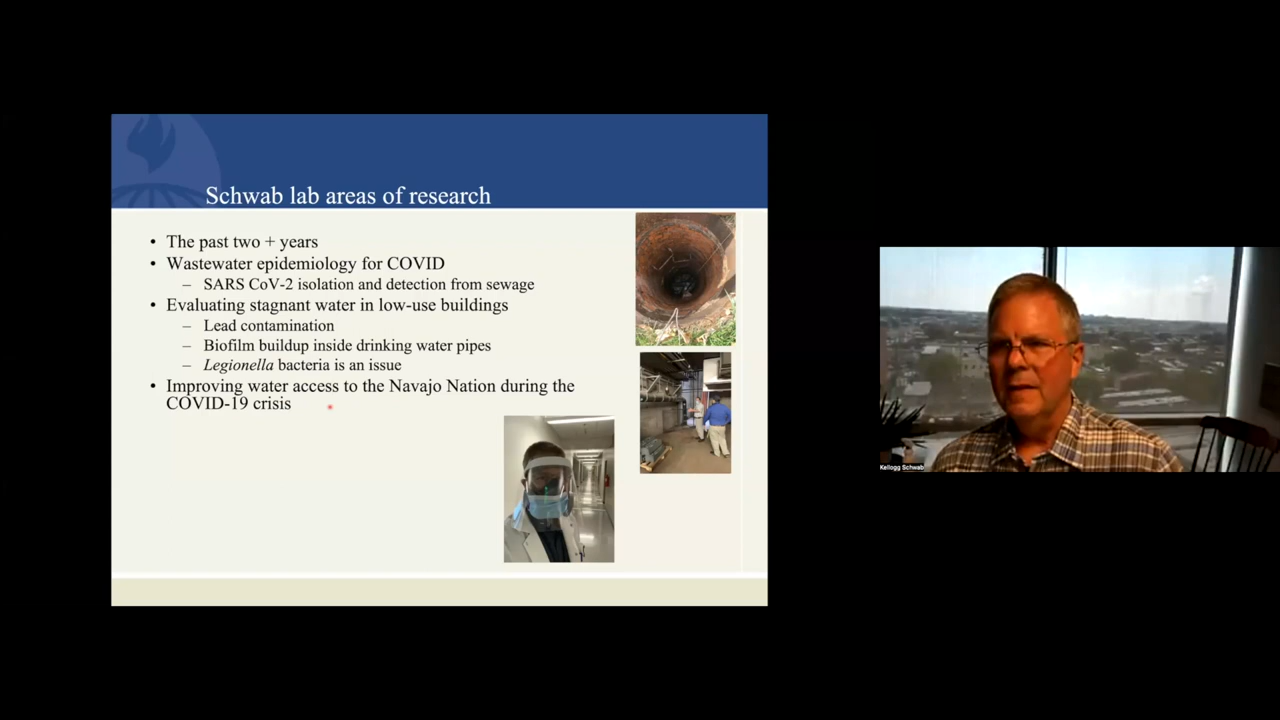 Schwab lab areas of research
• The past two + years
• Wastewater epidemiology for COVID
– SARS CoV-2 isolation and detection from sewage
• Evaluating stagnant water in low-use buildings
– Lead contamination
– Biofilm buildup inside drinking water pipes
– Legionella bacteria is an issue
• Improving water access to the Navajo Nation during the
COVID-19 crisis
Kellogg Schwab